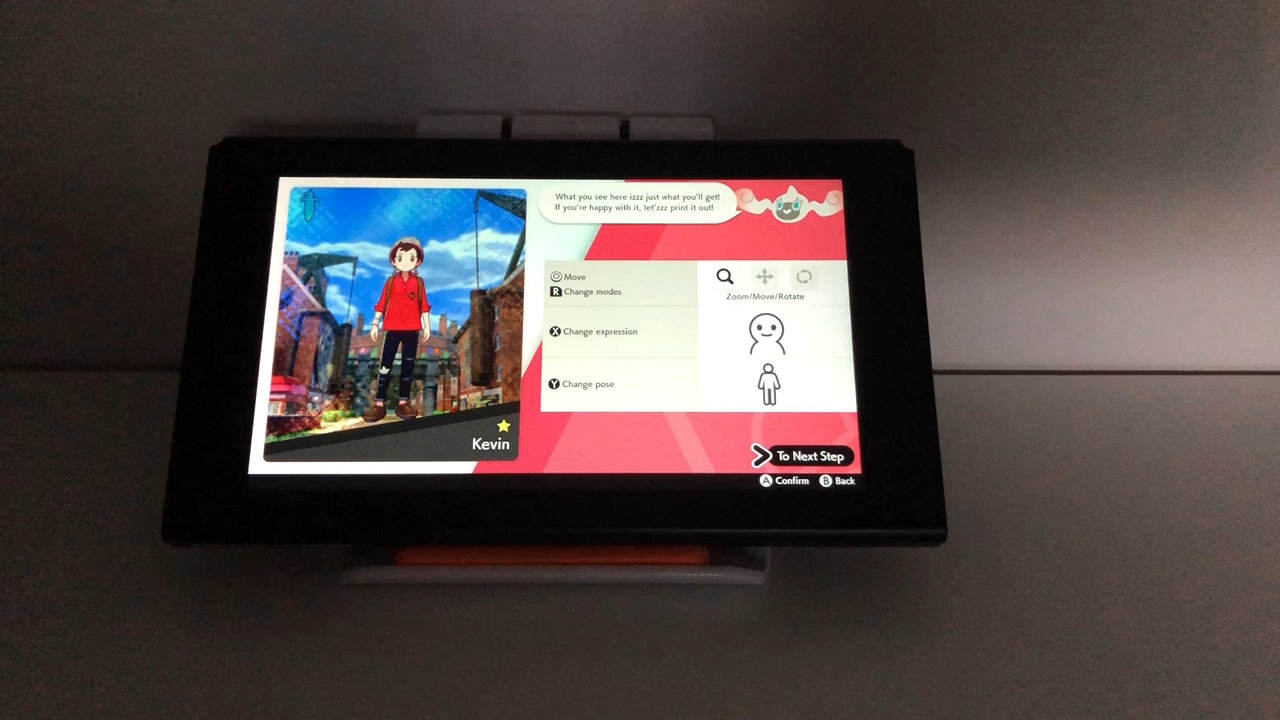 What you see here izzz just what you'll get!
If you're happy with it, let'zzz print it out!
Move
R Change modes
Zoom/Move/Rotate
X Change expression
Y Change pose
Kevin
To Next Step
A Confirm B Back